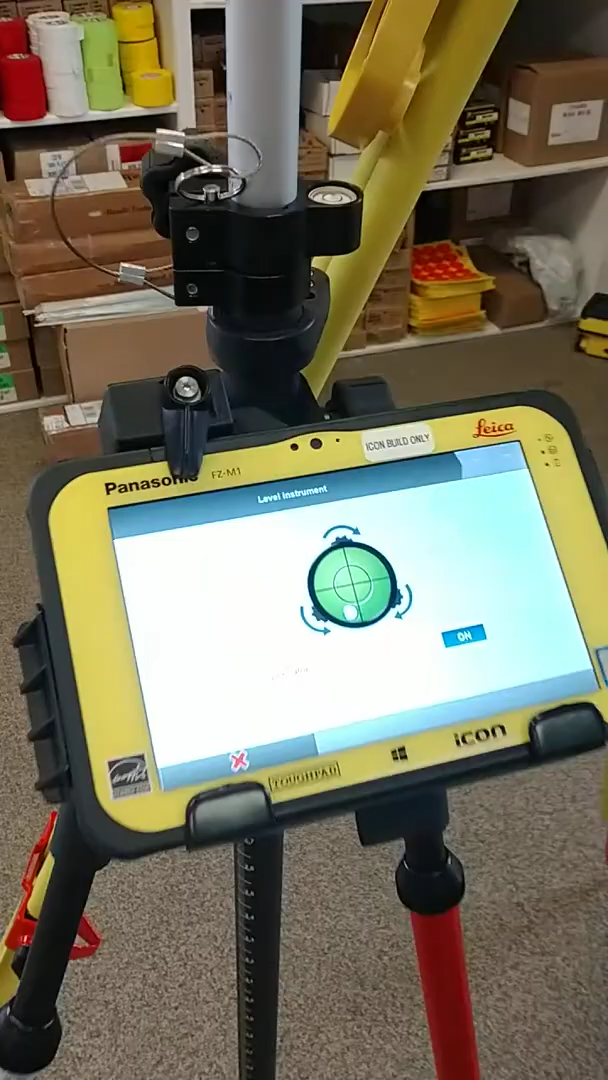 ICON BUILD ONLY
Leica
Panasonic FZ-M1
Level Instrument
ON
TOUGHPAD
icon